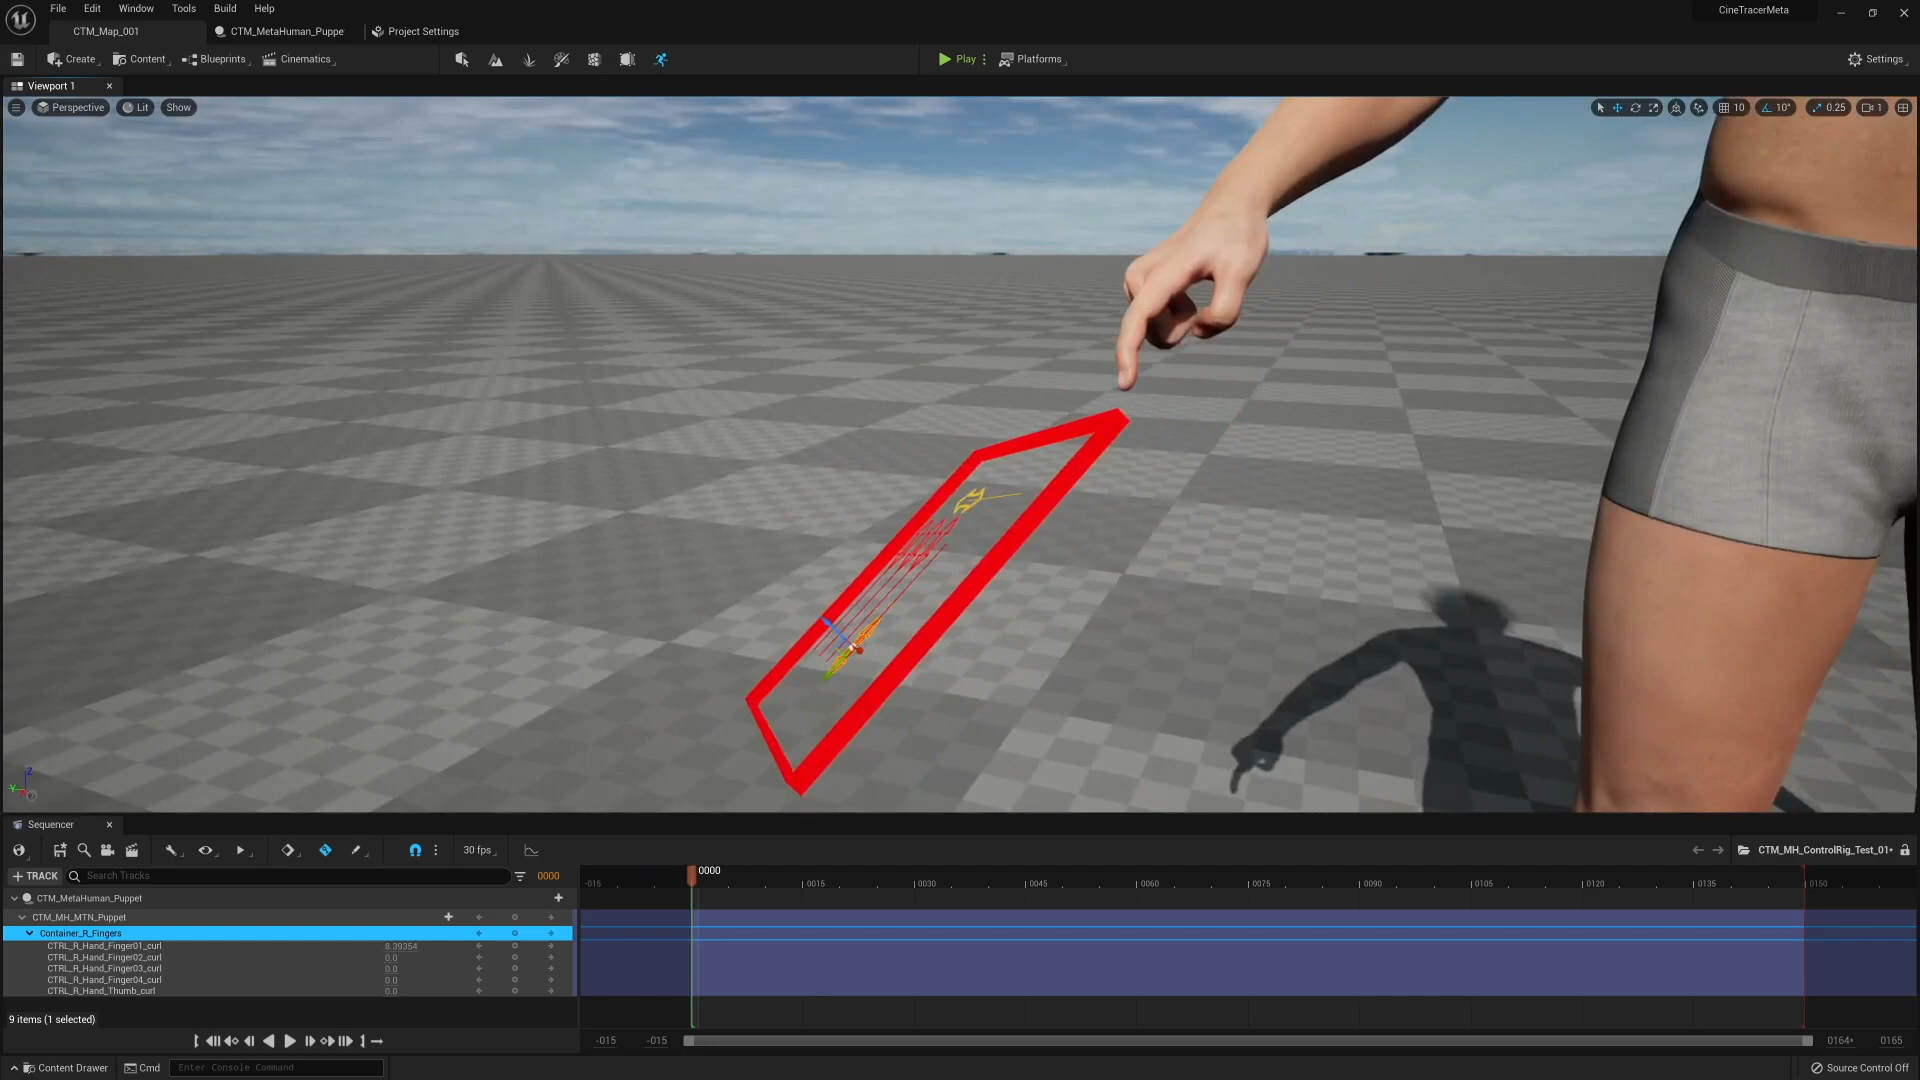 File Edit Window Tools Build Help
CineTracerMeta
CTM_Map_001
CTM_MetaHuman_Puppe
Project Settings
Create
Content
Blueprints
Cinematics
Play
Platforms
Settings
Viewport 1
Perspective
Lit
Show
10
10°
0.25
1
Z
Y
Sequencer
30 fps
CTM_MH_ControlRig_Test_01*
TRACK
Search Tracks
0000
0000
-015
0015
0030
0045
0060
0075
0090
0105
0120
0135
0150
CTM_MetaHuman_Puppet
CTM_MH_MTN_Puppet
Container_R_Fingers
CTRL_R_Hand_Finger01_curl 8.39354
CTRL_R_Hand_Finger02_curl 0.0
CTRL_R_Hand_Finger03_curl 0.0
CTRL_R_Hand_Finger04_curl 0.0
CTRL_R_Hand_Thumb_curl 0.0
9 items (1 selected)
-015
-015
0164+
0165
Content Drawer
Cmd
Enter Console Command
Source Control Off